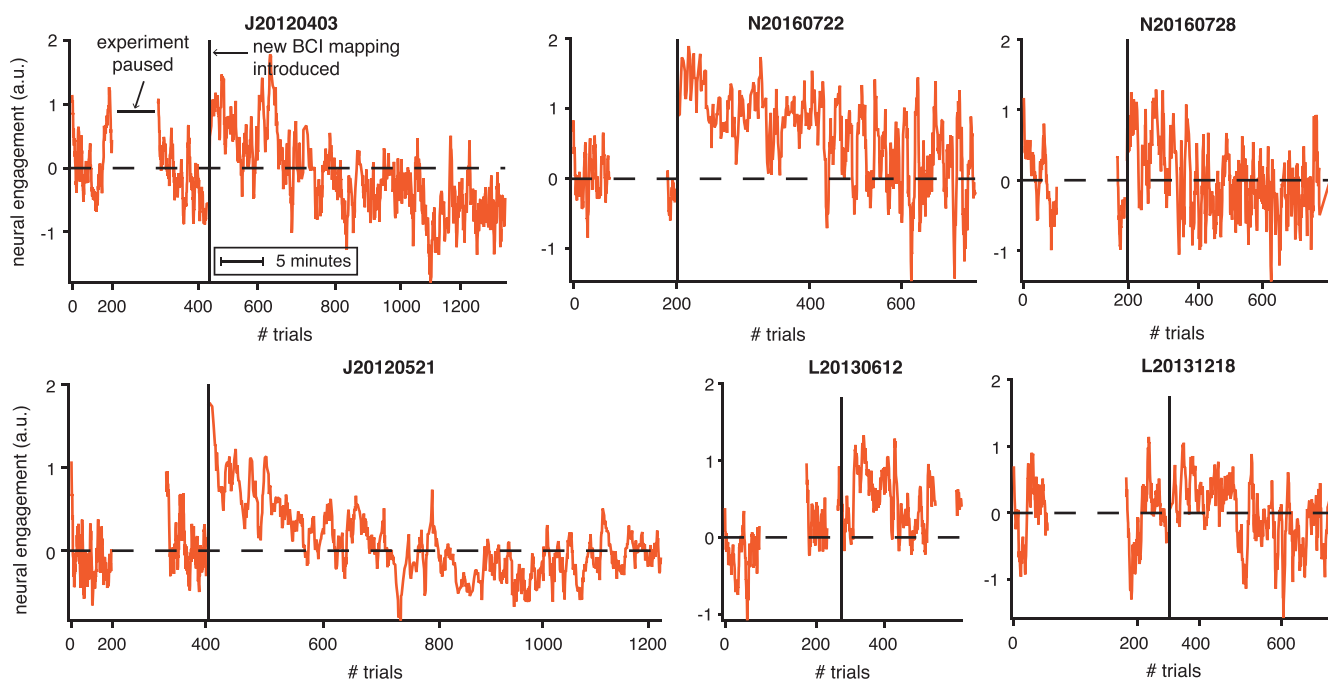 J20120403
N20160722
N20160728
experiment
paused
new BCI mapping
introduced
neural engagement (a.u.)
2
1
0
-1
5 minutes
0 200 400 600 800 1000 1200
# trials
2
1
0
-1
0 200 400 600
# trials
2
1
0
-1
0 200 400 600
# trials
J20120521
L20130612
L20131218
neural engagement (a.u.)
2
1
0
0 200 400 600 800 1000 1200
# trials
2
1
0
-1
0 200 400
# trials
2
1
0
-1
0 200 400 600
# trials